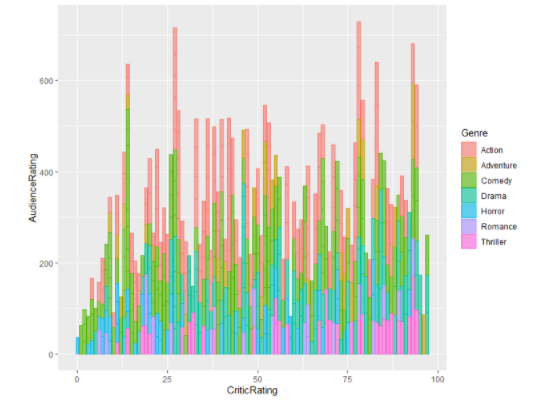 600
400
200
0
AudienceRating
0
25
50
75
100
CriticRating
Genre
Action
Adventure
Comedy
Drama
Horror
Romance
Thriller